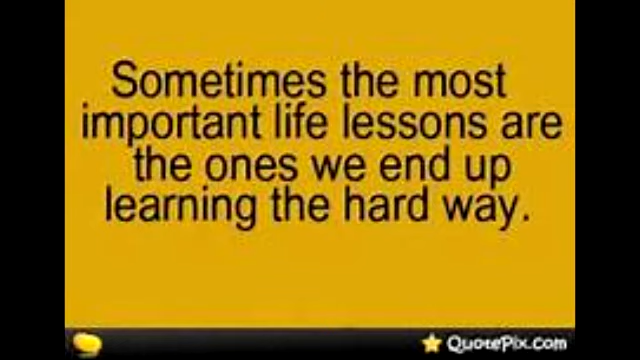 Sometimes the most
important life lessons are
the ones we end up
learning the hard way.
QuotePix.com